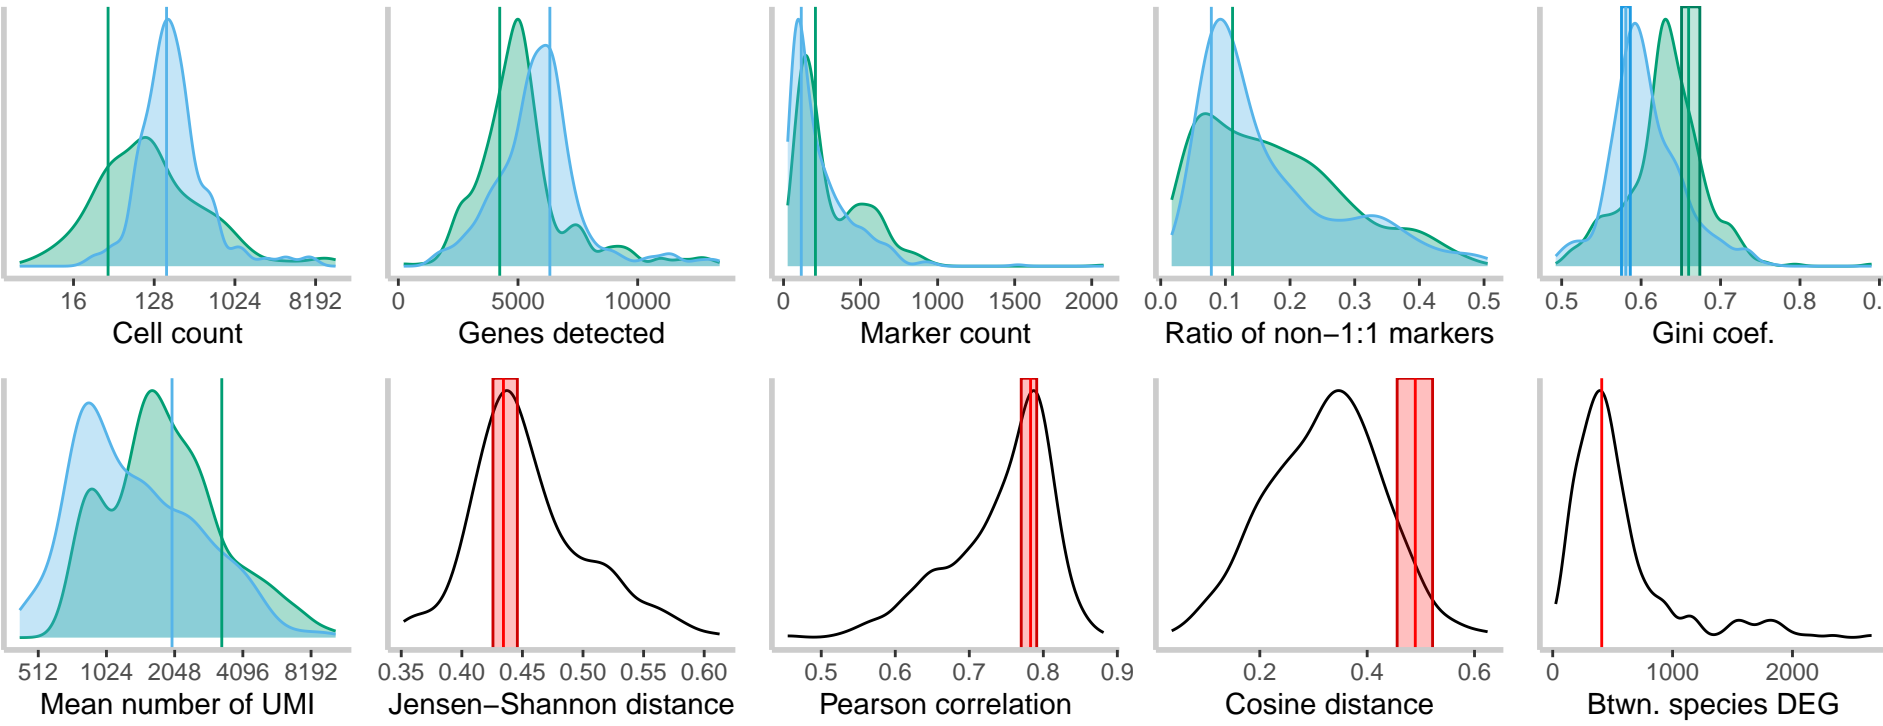 16 128 1024 8192
Cell count
0 5000 10000
Genes detected
0 500 1000 1500 2000
Marker count
0.0 0.1 0.2 0.3 0.4 0.5
Ratio of non−1:1 markers
0.5 0.6 0.7 0.8 0.
Gini coef.
512 1024 2048 4096 8192
Mean number of UMI
0.35 0.40 0.45 0.50 0.55 0.60
Jensen−Shannon distance
0.5 0.6 0.7 0.8 0.9
Pearson correlation
0.2 0.4 0.6
Cosine distance
0 1000 2000
Btwn. species DEG